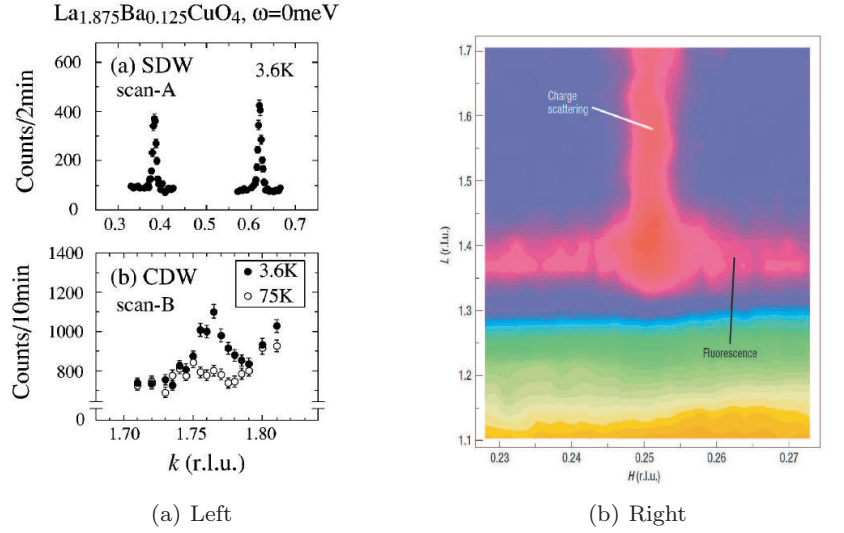 La1.875Ba0.125CuO4, ω=0meV
(a) SDW
3.6K
scan-A
Counts/2min
600
400
200
0
0.3 0.4 0.5 0.6 0.7
(b) CDW
scan-B
3.6K
75K
Counts/10min
1400
1200
1000
800
0
1.70 1.75 1.80
k (r.l.u.)
(a) Left
1.7
1.6
1.5
1.4
1.3
1.2
1.1
L (r.l.u.)
Charge
scattering
Fluorescence
0.23 0.24 0.25 0.26 0.27
H (r.l.u.)
(b) Right